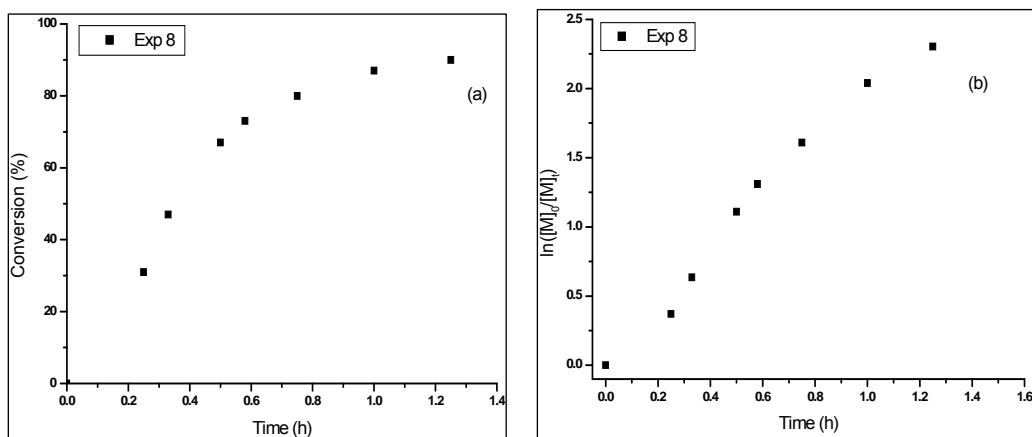 Exp 8
(a)
100
80
60
40
20
0
Conversion (%)
0.0 0.2 0.4 0.6 0.8 1.0 1.2 1.4
Time (h)
Exp 8
(b)
2.5
2.0
1.5
1.0
0.5
0.0
ln([M]₀/[M]ₜ)
0.0 0.2 0.4 0.6 0.8 1.0 1.2 1.4 1.6
Time (h)